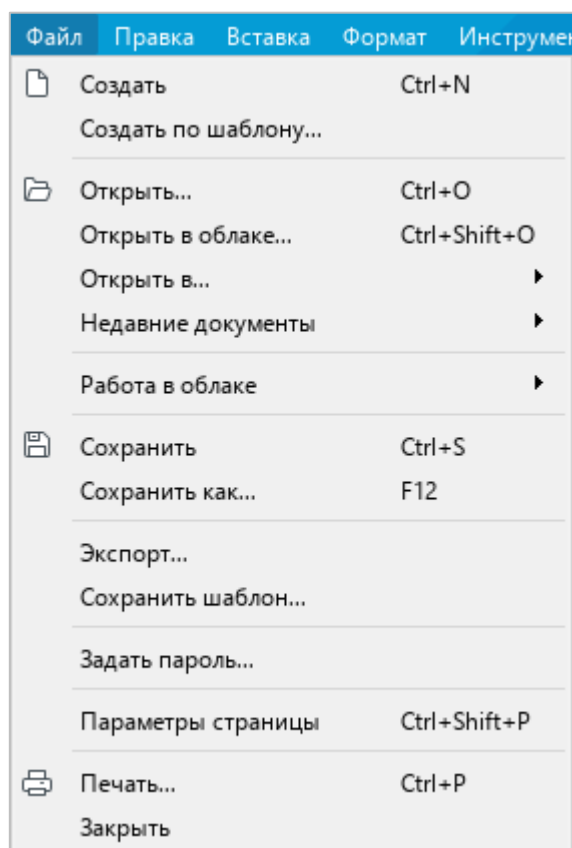 Файл Правка Вставка Формат
Создать Ctrl+N
Создать по шаблону...
Открыть... Ctrl+O
Открыть в облаке... Ctrl+Shift+O
Открыть в...
Недавние документы
Работа в облаке
Сохранить Ctrl+S
Сохранить как... F12
Экспорт...
Сохранить шаблон...
Задать пароль...
Параметры страницы Ctrl+Shift+P
Печать... Ctrl+P
Закрыть